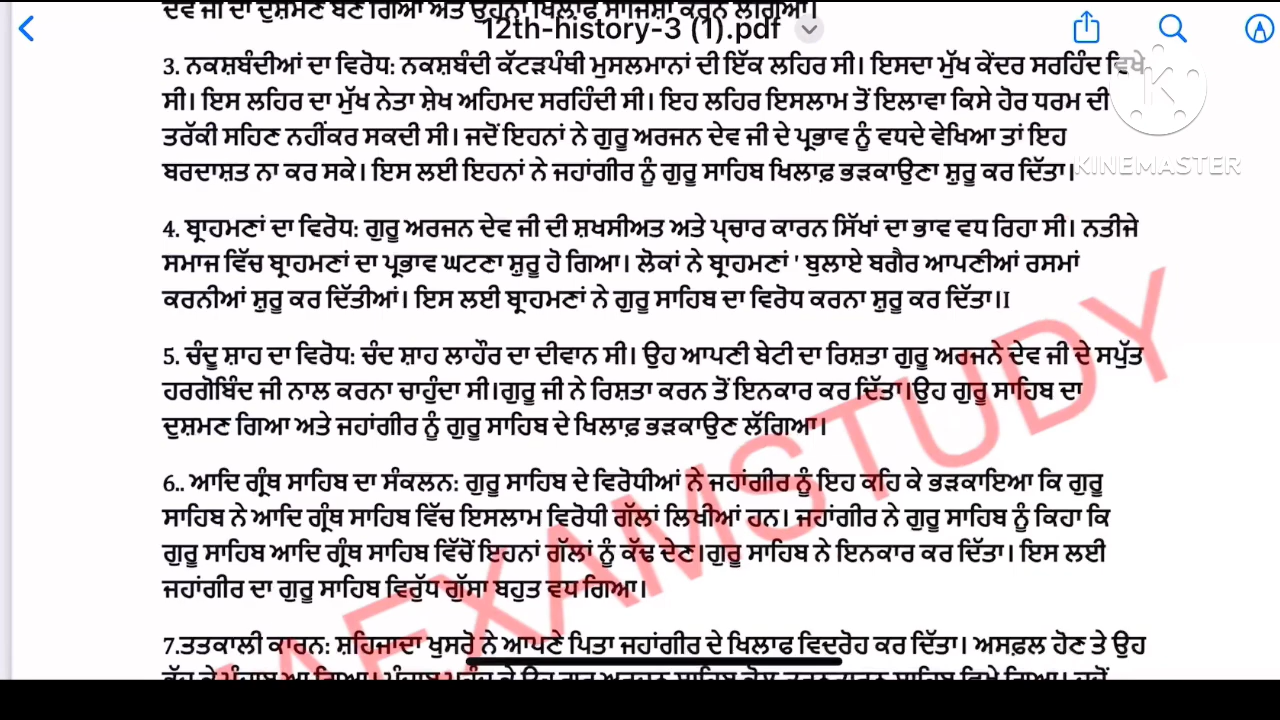 ਦੇਵ ਜੀ ਦਾ ਦੁਸ਼ਮਣ ਬਣ ਗਿਆ ਅਤੇ ਉਹਨਾਂ ਖਿਲਾਫ ਸਾਜਿਸ਼ਾਂ ਕਰਨ ਲੱਗਿਆ।
12th-history-3 (1).pdf
3. ਨਕਸ਼ਬੰਦੀਆਂ ਦਾ ਵਿਰੋਧ: ਨਕਸ਼ਬੰਦੀ ਕੱਟੜਪੰਥੀ ਮੁਸਲਮਾਨਾਂ ਦੀ ਇੱਕ ਲਹਿਰ ਸੀ। ਇਸਦਾ ਮੁੱਖ ਕੇਂਦਰ ਸਰਹਿੰਦ ਵਿਖੇ
ਸੀ। ਇਸ ਲਹਿਰ ਦਾ ਮੁੱਖ ਨੇਤਾ ਸ਼ੇਖ ਅਹਿਮਦ ਸਰਹਿੰਦੀ ਸੀ। ਇਹ ਲਹਿਰ ਇਸਲਾਮ ਤੋਂ ਇਲਾਵਾ ਕਿਸੇ ਹੋਰ ਧਰਮ ਦੀ
ਤਰੱਕੀ ਸਹਿਣ ਨਹੀਂਕਰ ਸਕਦੀ ਸੀ। ਜਦੋਂ ਇਹਨਾਂ ਨੇ ਗੁਰੂ ਅਰਜਨ ਦੇਵ ਜੀ ਦੇ ਪ੍ਰਭਾਵ ਨੂੰ ਵਧਦੇ ਵੇਖਿਆ ਤਾਂ ਇਹ
ਬਰਦਾਸ਼ਤ ਨਾ ਕਰ ਸਕੇ। ਇਸ ਲਈ ਇਹਨਾਂ ਨੇ ਜਹਾਂਗੀਰ ਨੂੰ ਗੁਰੂ ਸਾਹਿਬ ਖਿਲਾਫ਼ ਭੜਕਾਉਣਾ ਸ਼ੁਰੂ ਕਰ ਦਿੱਤਾ।
KINEMASTER
4. ਬ੍ਰਾਹਮਣਾਂ ਦਾ ਵਿਰੋਧ: ਗੁਰੂ ਅਰਜਨ ਦੇਵ ਜੀ ਦੀ ਸ਼ਖਸੀਅਤ ਅਤੇ ਪ੍ਚਾਰ ਕਾਰਨ ਸਿੱਖਾਂ ਦਾ ਭਾਵ ਵਧ ਰਿਹਾ ਸੀ। ਨਤੀਜੇ
ਸਮਾਜ ਵਿੱਚ ਬ੍ਰਾਹਮਣਾਂ ਦਾ ਪ੍ਰਭਾਵ ਘਟਣਾ ਸ਼ੁਰੂ ਹੋ ਗਿਆ। ਲੋਕਾਂ ਨੇ ਬ੍ਰਾਹਮਣਾਂ ' ਬੁਲਾਏ ਬਗੈਰ ਆਪਣੀਆਂ ਰਸਮਾਂ
ਕਰਨੀਆਂ ਸ਼ੁਰੂ ਕਰ ਦਿੱਤੀਆਂ। ਇਸ ਲਈ ਬ੍ਰਾਹਮਣਾਂ ਨੇ ਗੁਰੂ ਸਾਹਿਬ ਦਾ ਵਿਰੋਧ ਕਰਨਾ ਸ਼ੁਰੂ ਕਰ ਦਿੱਤਾ।I
5. ਚੰਦੂ ਸ਼ਾਹ ਦਾ ਵਿਰੋਧ: ਚੰਦ ਸ਼ਾਹ ਲਾਹੌਰ ਦਾ ਦੀਵਾਨ ਸੀ। ਉਹ ਆਪਣੀ ਬੇਟੀ ਦਾ ਰਿਸ਼ਤਾ ਗੁਰੂ ਅਰਜਨ ਦੇਵ ਜੀ ਦੇ ਸਪੁੱਤ
ਹਰਗੋਬਿੰਦ ਜੀ ਨਾਲ ਕਰਨਾ ਚਾਹੁੰਦਾ ਸੀ।ਗੁਰੂ ਜੀ ਨੇ ਰਿਸ਼ਤਾ ਕਰਨ ਤੋਂ ਇਨਕਾਰ ਕਰ ਦਿੱਤਾ।ਉਹ ਗੁਰੂ ਸਾਹਿਬ ਦਾ
ਦੁਸ਼ਮਣ ਗਿਆ ਅਤੇ ਜਹਾਂਗੀਰ ਨੂੰ ਗੁਰੂ ਸਾਹਿਬ ਦੇ ਖਿਲਾਫ਼ ਭੜਕਾਉਣ ਲੱਗਿਆ।
6.. ਆਦਿ ਗ੍ਰੰਥ ਸਾਹਿਬ ਦਾ ਸੰਕਲਨ: ਗੁਰੂ ਸਾਹਿਬ ਦੇ ਵਿਰੋਧੀਆਂ ਨੇ ਜਹਾਂਗੀਰ ਨੂੰ ਇਹ ਕਹਿ ਕੇ ਭੜਕਾਇਆ ਕਿ ਗੁਰੂ
ਸਾਹਿਬ ਨੇ ਆਦਿ ਗ੍ਰੰਥ ਸਾਹਿਬ ਵਿੱਚ ਇਸਲਾਮ ਵਿਰੋਧੀ ਗੱਲਾਂ ਲਿਖੀਆਂ ਹਨ। ਜਹਾਂਗੀਰ ਨੇ ਗੁਰੂ ਸਾਹਿਬ ਨੂੰ ਕਿਹਾ ਕਿ
ਗੁਰੂ ਸਾਹਿਬ ਆਦਿ ਗ੍ਰੰਥ ਸਾਹਿਬ ਵਿੱਚੋਂ ਇਹਨਾਂ ਗੱਲਾਂ ਨੂੰ ਕੱਢ ਦੇਣ।ਗੁਰੂ ਸਾਹਿਬ ਨੇ ਇਨਕਾਰ ਕਰ ਦਿੱਤਾ। ਇਸ ਲਈ
ਜਹਾਂਗੀਰ ਦਾ ਗੁਰੂ ਸਾਹਿਬ ਵਿਰੁੱਧ ਗੁੱਸਾ ਬਹੁਤ ਵਧ ਗਿਆ।
7.ਤਤਕਾਲੀ ਕਾਰਨ: ਸ਼ਹਿਜਾਦਾ ਖੁਸਰੋ ਨੇ ਆਪਣੇ ਪਿਤਾ ਜਹਾਂਗੀਰ ਦੇ ਖਿਲਾਫ ਵਿਦਰੋਹ ਕਰ ਦਿੱਤਾ। ਅਸਫ਼ਲ ਹੋਣ ਤੇ ਉਹ
EXAMSTUDY